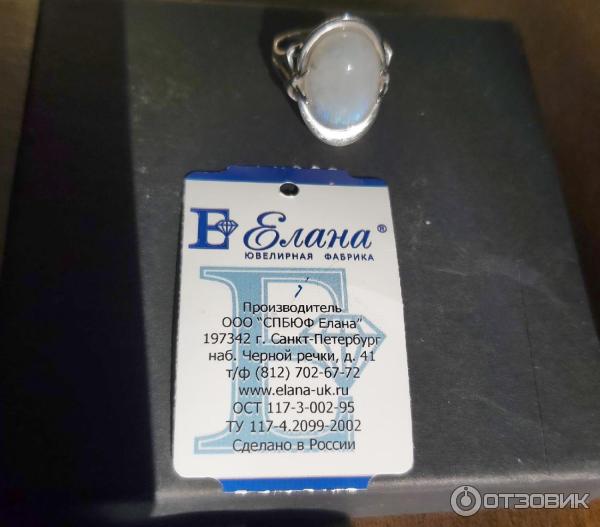 Елана®
ЮВЕЛИРНАЯ ФАБРИКА
Производитель
ООО "СПБЮФ Елана"
197342 г. Санкт-Петербург
наб. Черной речки, д. 41
т/ф (812) 702-67-72
www.elana-uk.ru
ОСТ 117-3-002-95
ТУ 117-4.2099-2002
Сделано в России
ОТЗОВИК